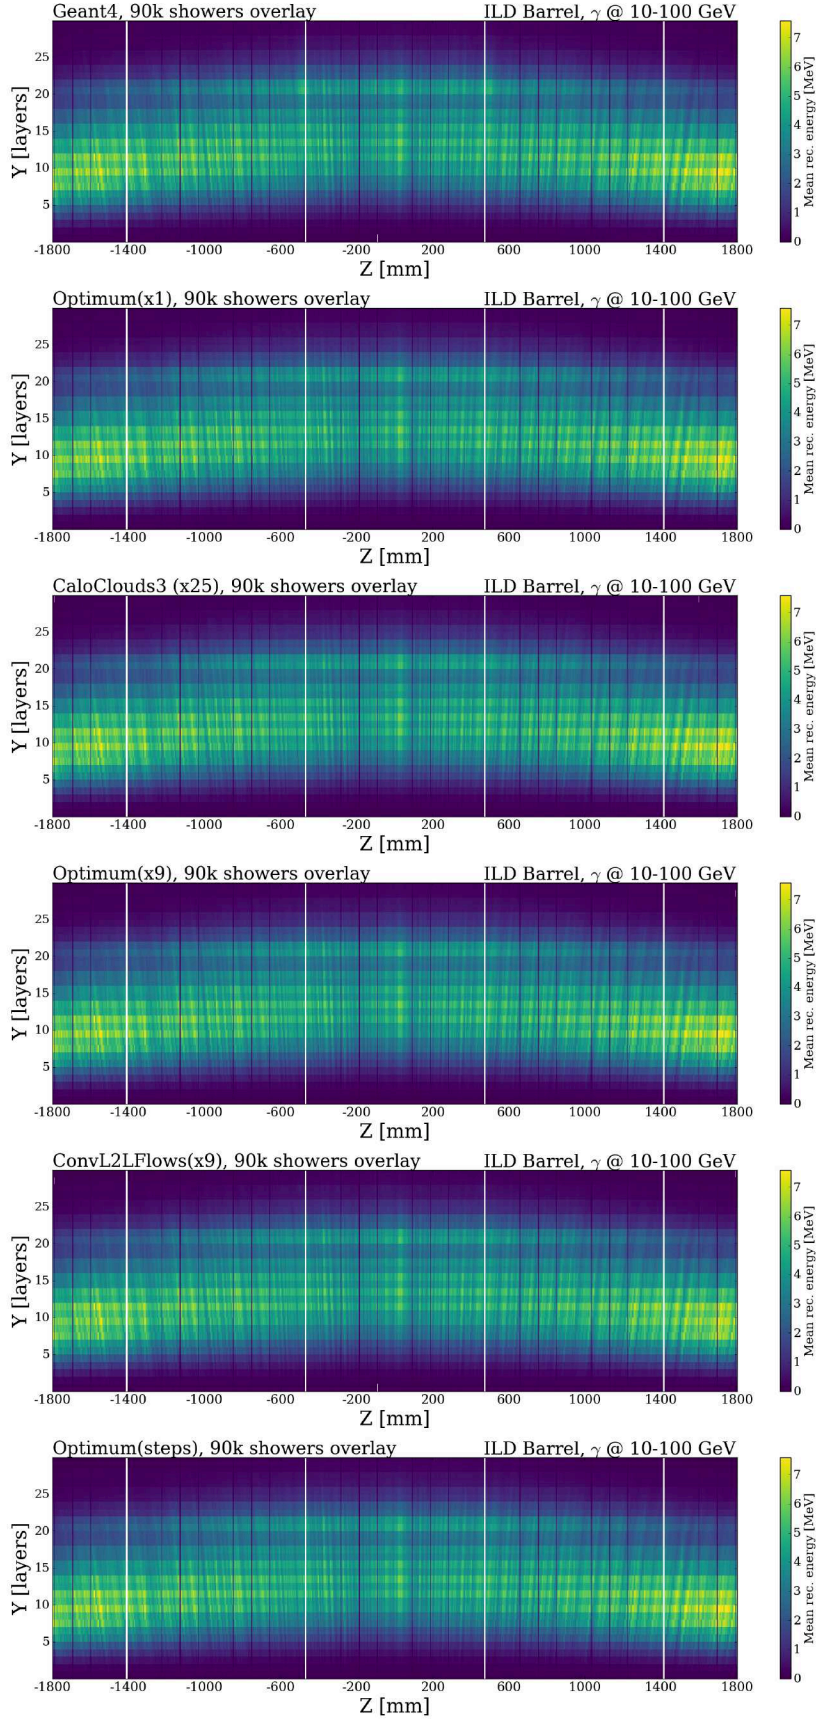 Geant4, 90k showers overlay ILD Barrel, γ @ 10-100 GeV
Y [layers]
25
20
15
10
5
-1800 -1400 -1000 -600 -200 200 600 1000 1400 1800
Z [mm]
7
6
5
4
3
2
1
0
Mean rec. energy [MeV]
Optimum(x1), 90k showers overlay ILD Barrel, γ @ 10-100 GeV
Y [layers]
25
20
15
10
5
-1800 -1400 -1000 -600 -200 200 600 1000 1400 1800
Z [mm]
7
6
5
4
3
2
1
0
Mean rec. energy [MeV]
CaloClouds3 (x25), 90k showers overlay ILD Barrel, γ @ 10-100 GeV
Y [layers]
25
20
15
10
5
-1800 -1400 -1000 -600 -200 200 600 1000 1400 1800
Z [mm]
7
6
5
4
3
2
1
0
Mean rec. energy [MeV]
Optimum(x9), 90k showers overlay ILD Barrel, γ @ 10-100 GeV
Y [layers]
25
20
15
10
5
-1800 -1400 -1000 -600 -200 200 600 1000 1400 1800
Z [mm]
7
6
5
4
3
2
1
0
Mean rec. energy [MeV]
ConvL2LFlows(x9), 90k showers overlay ILD Barrel, γ @ 10-100 GeV
Y [layers]
25
20
15
10
5
-1800 -1400 -1000 -600 -200 200 600 1000 1400 1800
Z [mm]
7
6
5
4
3
2
1
0
Mean rec. energy [MeV]
Optimum(steps), 90k showers overlay ILD Barrel, γ @ 10-100 GeV
Y [layers]
25
20
15
10
5
-1800 -1400 -1000 -600 -200 200 600 1000 1400 1800
Z [mm]
7
6
5
4
3
2
1
0
Mean rec. energy [MeV]